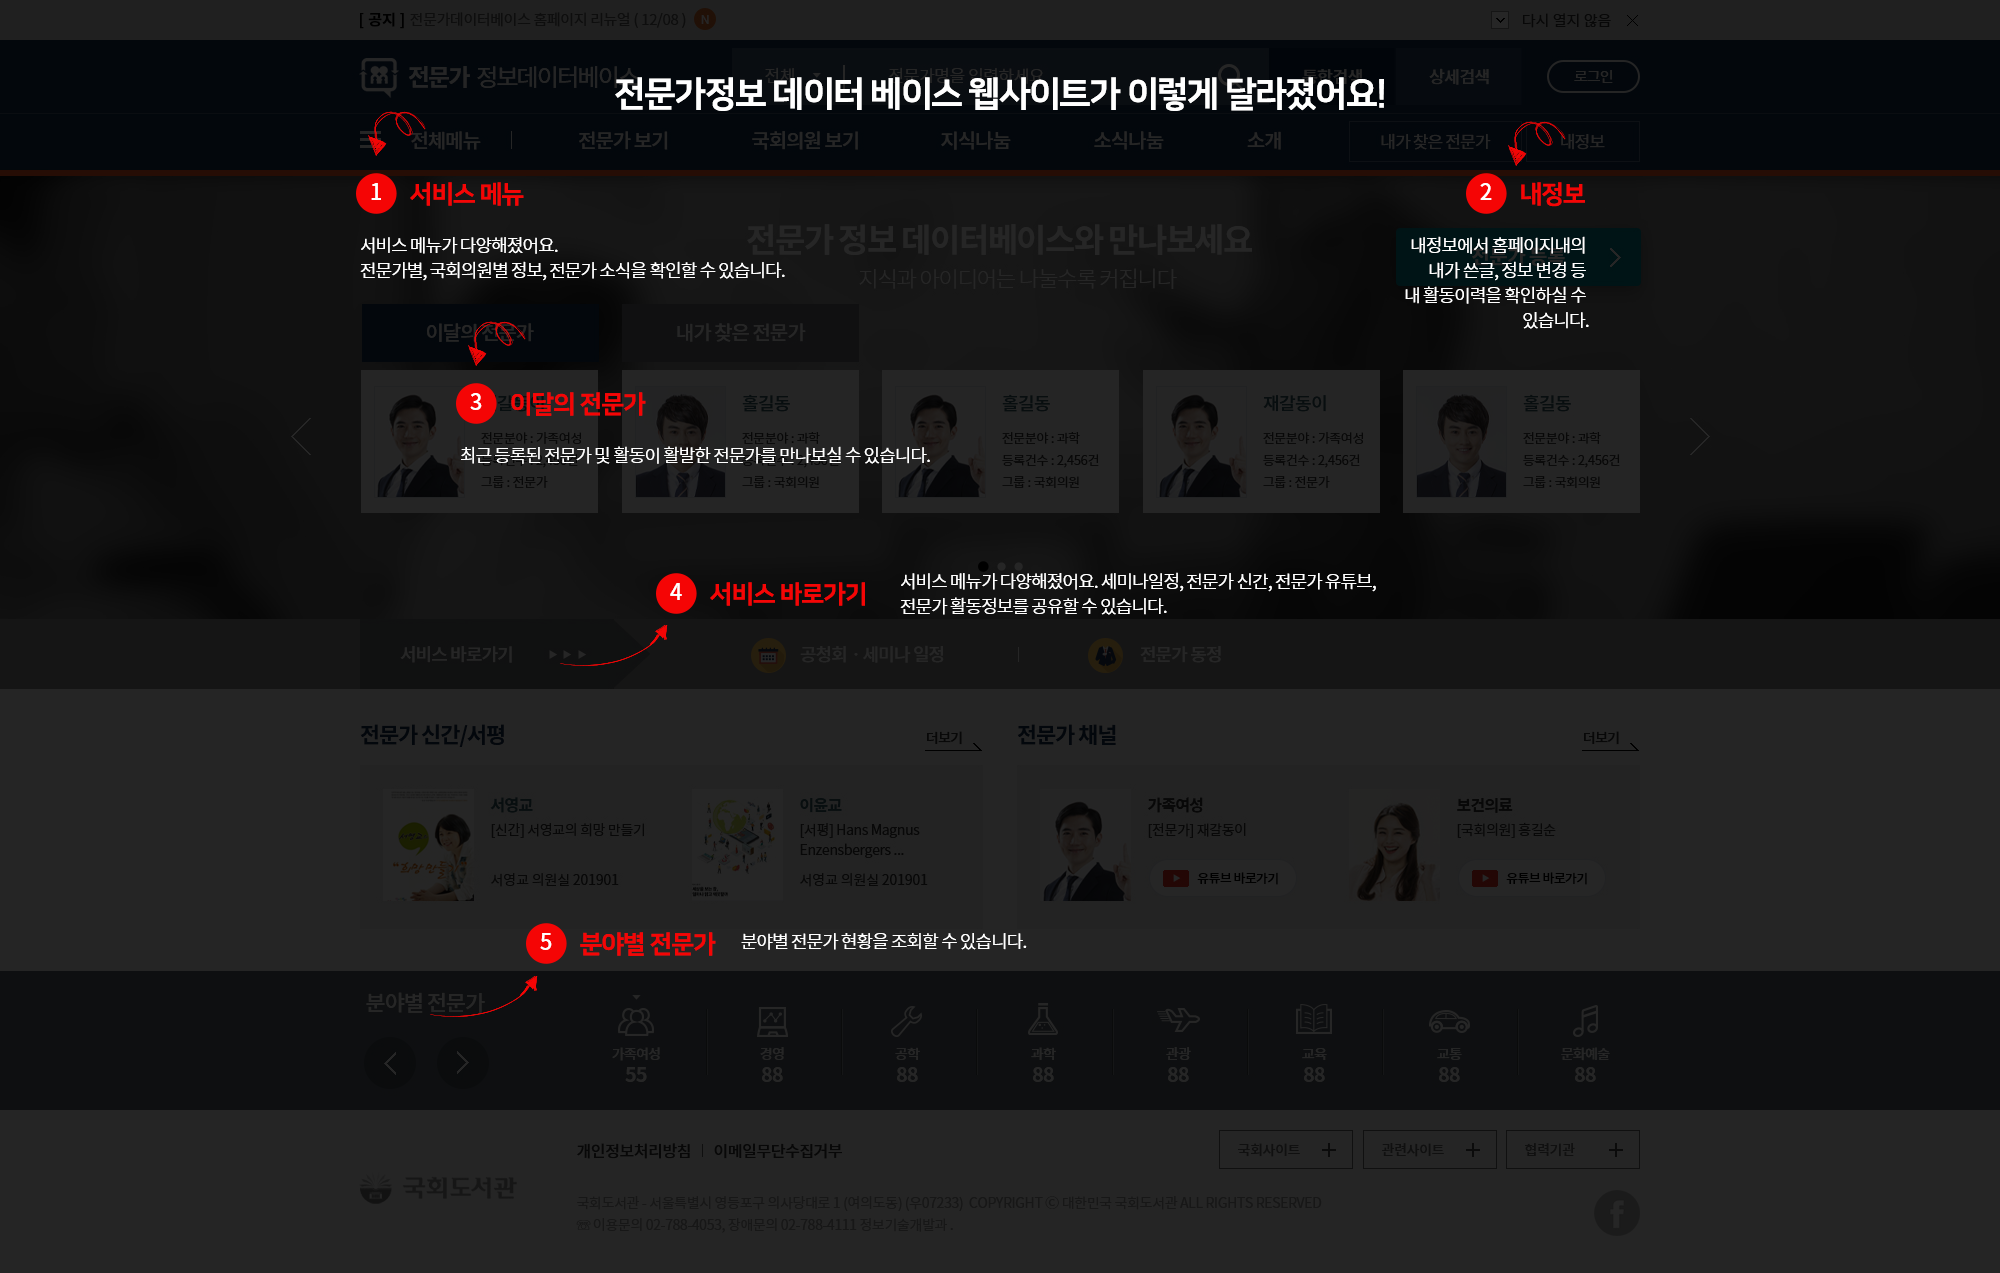 [ 공지 ] 전문가데이터베이스 홈페이지 리뉴얼 ( 12/08 ) N
다시 열지 않음
전문가 정보데이터베이스
전체
전문가명을 입력하세요
통합검색
상세검색
로그인
전문가정보 데이터 베이스 웹사이트가 이렇게 달라졌어요!
전체메뉴
전문가 보기
국회의원 보기
지식나눔
소식나눔
소개
내가 찾은 전문가
내정보
1 서비스 메뉴
2 내정보
서비스 메뉴가 다양해졌어요.
전문가별, 국회의원별 정보, 전문가 소식을 확인할 수 있습니다.
전문가 정보 데이터베이스와 만나보세요
지식과 아이디어는 나눌수록 커집니다
내정보에서 홈페이지내의
내가 쓴글, 정보 변경 등
내 활동이력을 확인하실 수
있습니다.
이달의 전문가
내가 찾은 전문가
3 이달의 전문가
최근 등록된 전문가 및 활동이 활발한 전문가를 만나보실 수 있습니다.
전문분야 : 가족여성
그룹 : 전문가
홍길동
전문분야 : 과학
그룹 : 국회의원
홍길동
전문분야 : 과학
등록건수 : 2,456건
그룹 : 국회의원
재갈동이
전문분야 : 가족여성
등록건수 : 2,456건
그룹 : 전문가
홍길동
전문분야 : 과학
등록건수 : 2,456건
그룹 : 국회의원
4 서비스 바로가기
서비스 메뉴가 다양해졌어요. 세미나일정, 전문가 신간, 전문가 유튜브,
전문가 활동정보를 공유할 수 있습니다.
서비스 바로가기
공청회 · 세미나 일정
전문가 동정
전문가 신간/서평
더보기
전문가 채널
더보기
서영교
[신간] 서영교의 희망 만들기
서영교 의원실 201901
이윤교
[서평] Hans Magnus
Enzensbergers ...
서영교 의원실 201901
가족여성
[전문가] 재갈동이
유튜브 바로가기
보건의료
[국회의원] 홍길순
유튜브 바로가기
5 분야별 전문가
분야별 전문가 현황을 조회할 수 있습니다.
분야별 전문가
가족여성
55
경영
88
공학
88
과학
88
관광
88
교육
88
교통
88
문화예술
88
개인정보처리방침 | 이메일무단수집거부
국회사이트
관련사이트
협력기관
국회도서관
국회도서관 - 서울특별시 영등포구 의사당대로 1 (여의도동) (우07233) COPYRIGHT ⓒ 대한민국 국회도서관 ALL RIGHTS RESERVED
☏ 이용문의 02-788-4053, 장애문의 02-788-4111 정보기술개발과 .